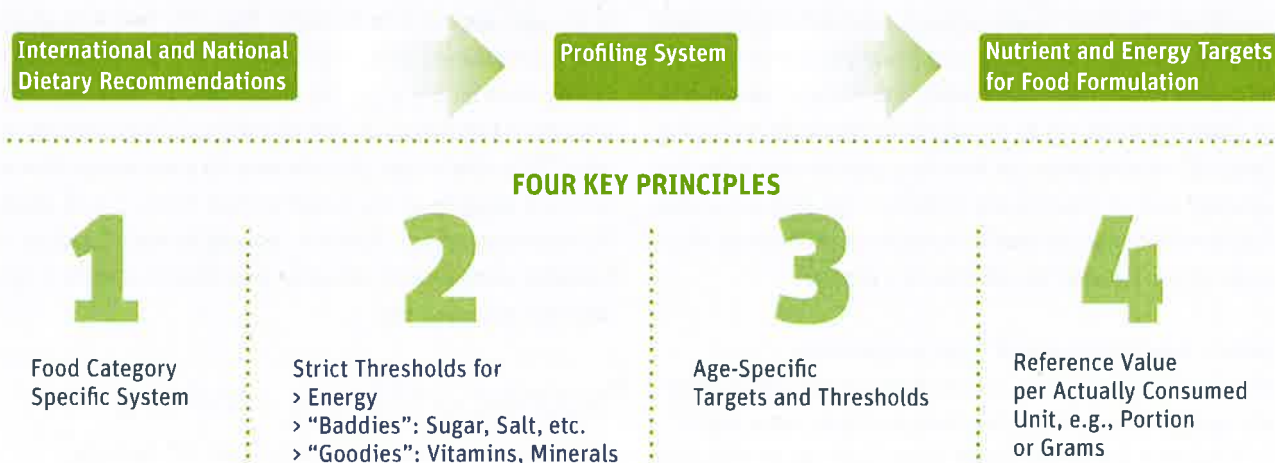 International and National
Dietary Recommendations
Profiling System
Nutrient and Energy Targets
for Food Formulation
FOUR KEY PRINCIPLES
1
Food Category
Specific System
2
Strict Thresholds for
> Energy
> “Baddies”: Sugar, Salt, etc.
> “Goodies”: Vitamins, Minerals
3
Age-Specific
Targets and Thresholds
4
Reference Value
per Actually Consumed
Unit, e.g., Portion
or Grams